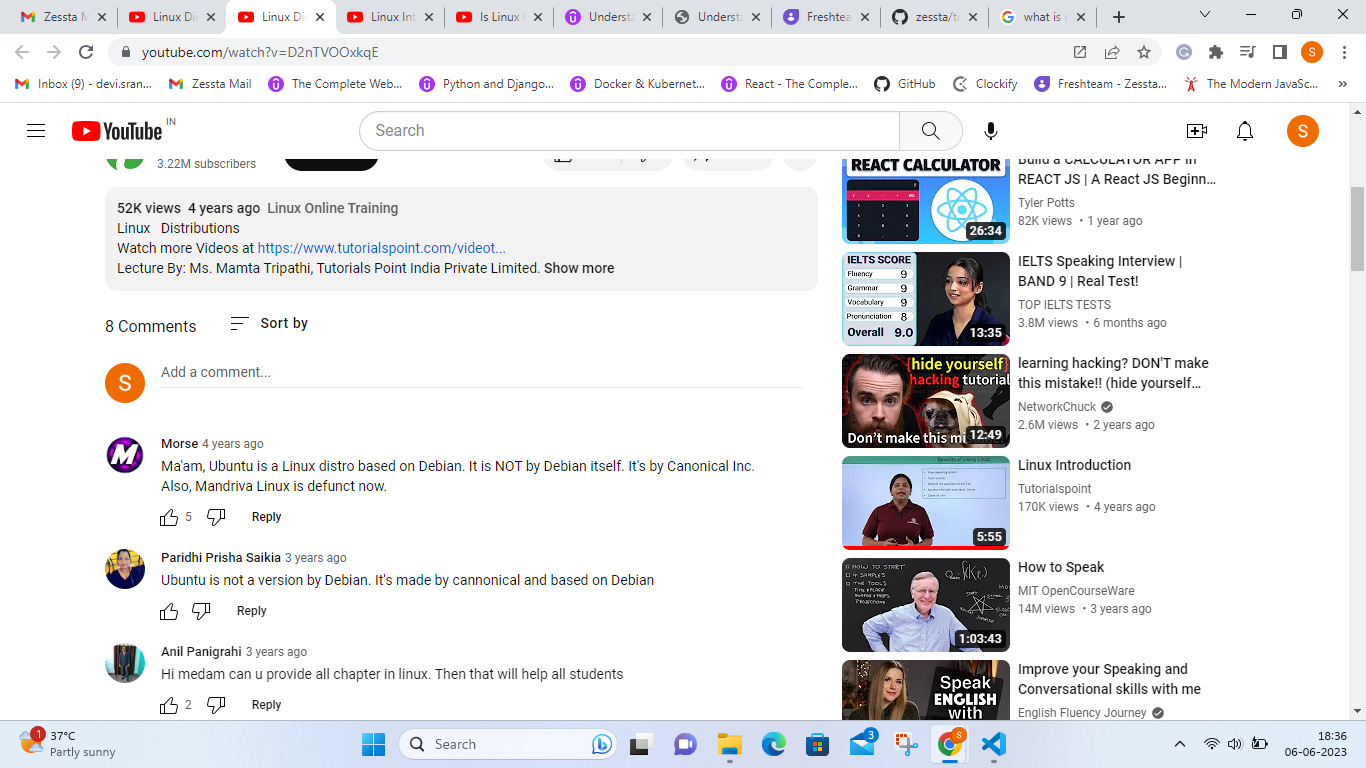 Zessta M
Linux Di
Linux Di
Linux Int
Is Linux
Underst
Underst
Freshtea
zessta/t
what is
youtube.com/watch?v=D2nTVOOxkqE
S
Inbox (9) - devi.sran...
Zessta Mail
The Complete Web...
Python and Django...
Docker & Kubernet...
React - The Comple...
GitHub
Clockify
Freshteam - Zessta...
The Modern JavaSc...
»
YouTube IN
Search
S
3.22M subscribers
52K views 4 years ago Linux Online Training
Linux Distributions
Watch more Videos at https://www.tutorialspoint.com/videot...
Lecture By: Ms. Mamta Tripathi, Tutorials Point India Private Limited. Show more
8 Comments
Sort by
S
Add a comment...
M
Morse 4 years ago
Ma'am, Ubuntu is a Linux distro based on Debian. It is NOT by Debian itself. It's by Canonical Inc.
Also, Mandriva Linux is defunct now.
5
Reply
Paridhi Prisha Saikia 3 years ago
Ubuntu is not a version by Debian. It's made by cannonical and based on Debian
Reply
Anil Panigrahi 3 years ago
Hi medam can u provide all chapter in linux. Then that will help all students
2
Reply
REACT CALCULATOR
26:34
Build a CALCULATOR APP in
REACT JS | A React JS Beginn...
Tyler Potts
82K views • 1 year ago
IELTS SCORE
Fluency 9
Grammar 9
Vocabulary 9
Pronunciation 8
Overall 9.0
13:35
IELTS Speaking Interview |
BAND 9 | Real Test!
TOP IELTS TESTS
3.8M views • 6 months ago
{hide yourself}
hacking tutorial
Don't make this mi
12:49
learning hacking? DON'T make
this mistake!! (hide yourself...
NetworkChuck
2.6M views • 2 years ago
Benefits of Using Linux
5:55
Linux Introduction
Tutorialspoint
170K views • 4 years ago
HOW TO START
4 SAMPLES
THE TOOLS
1:03:43
How to Speak
MIT OpenCourseWare
14M views • 3 years ago
Speak
ENGLISH
with
Improve your Speaking and
Conversational skills with me
English Fluency Journey
1
37°C
Partly sunny
Search
3
S
18:36
06-06-2023